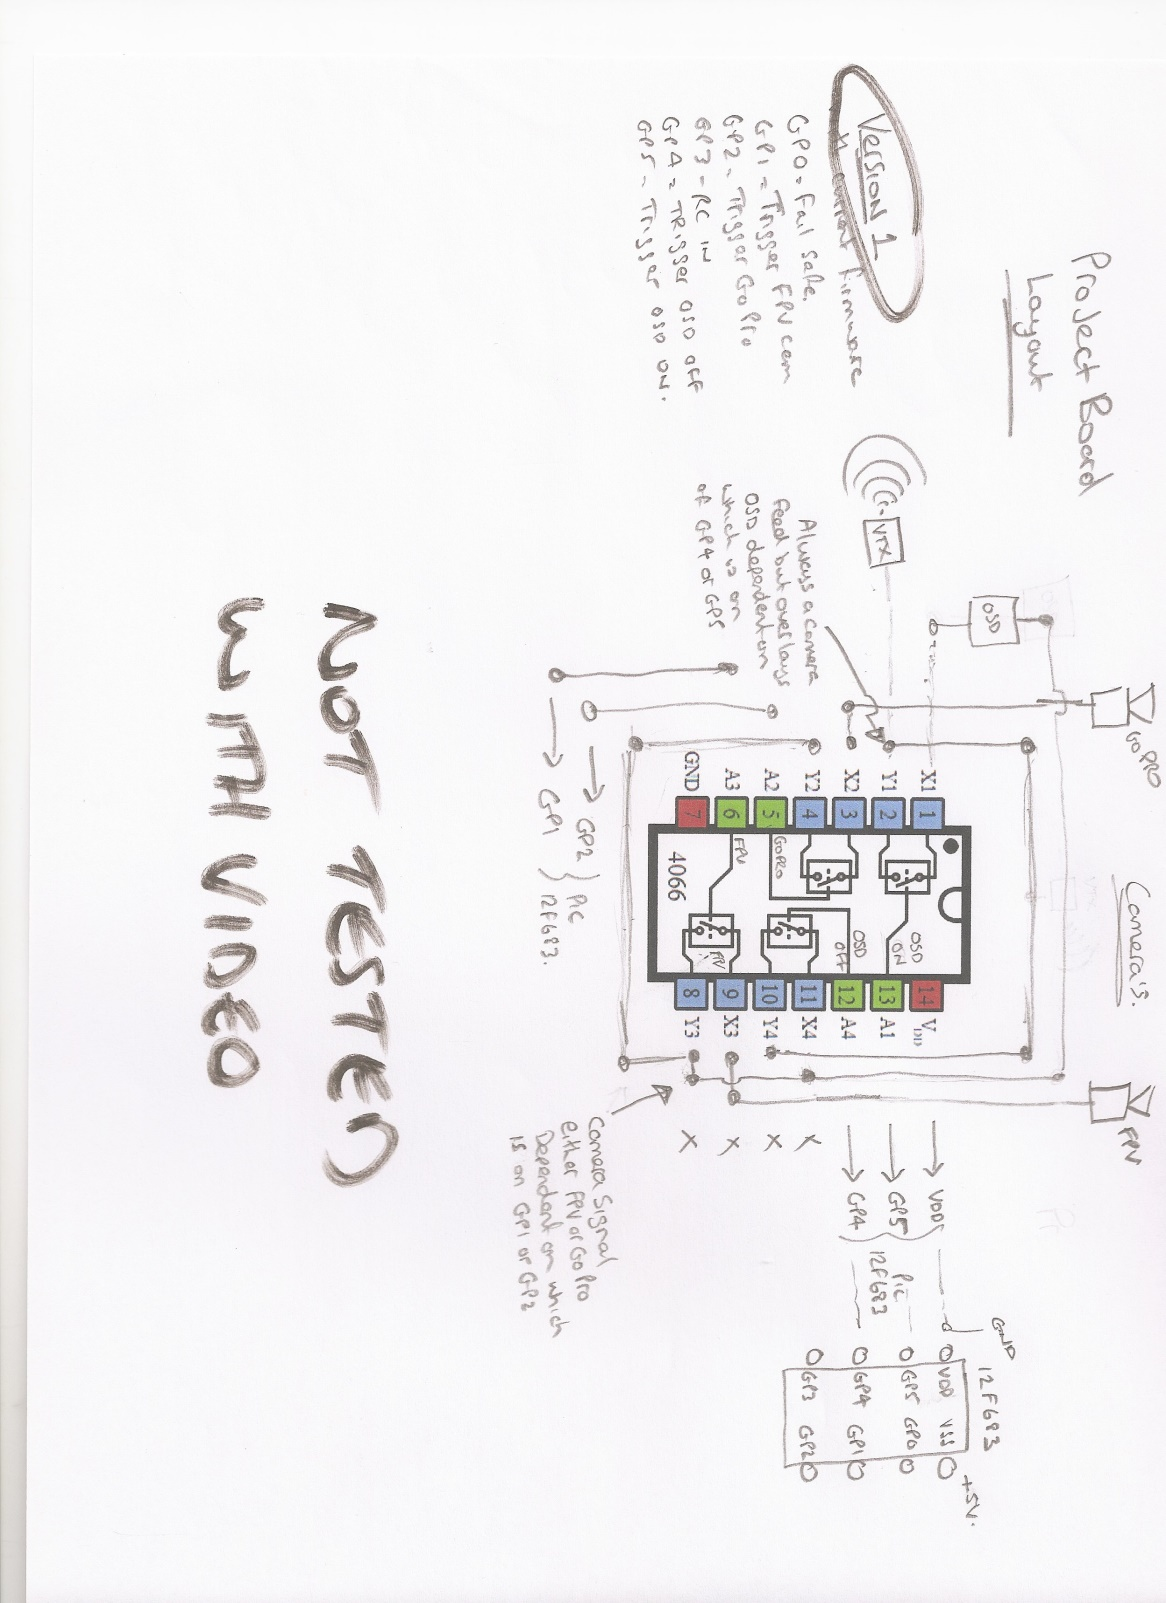 Project Board
Layout
Camera's.
VERSION 1
* current firmware
GP0 = Fail Safe.
GP1 = Trigger FPV cam
GP2 - Trigger GoPro
GP3 - RC IN
GP4 = TRIgger OSD OFF
GP5 - Trigger OSD ON.
VTX
OSD
GOPRO
FPV
Always a camera
feed but overlays
OSD dependent on
which is on
of GP4 or GP5
X1
Y1
X2
Y2
A2
A3
GND
1
2
3
4
5
6
7
GOPRO
FPV
4066
OSD
ON
OSD
OFF
FPV
14
13
12
11
10
9
8
VDD
A1
A4
X4
Y4
X3
Y3
→ GP2
→ GP1
PIC
12F683.
x
x
x
x
→ VDD
→ GP5
→ GP4
PIC
12F683
GND
12F683
VDD VSS
GP5 GP0
GP4 GP1
GP3 GP2
+5V.
Camera Signal
either FPV or GoPro
Dependent on which
is on GP1 or GP2
NOT TESTED
WITH VIDEO